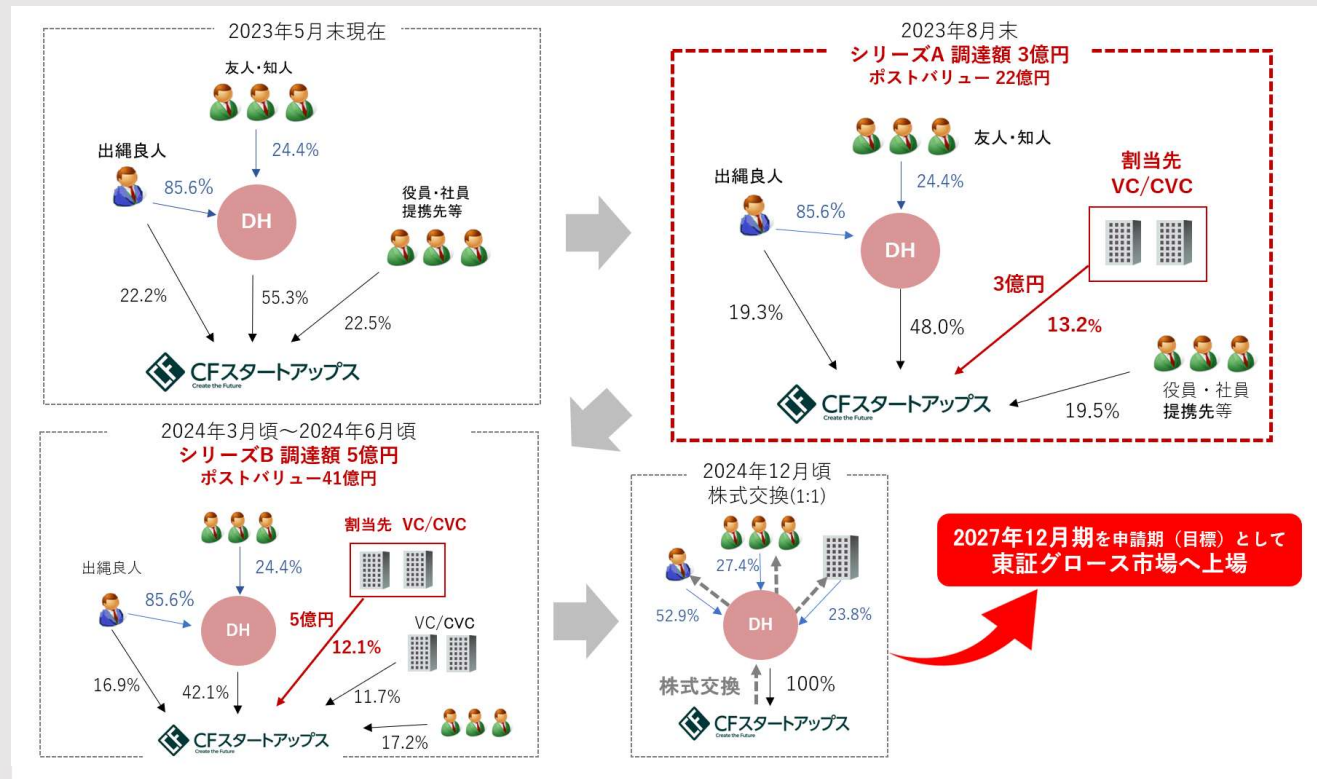 2023年5月末現在
友人・知人
24.4%
出縄良人
85.6%
DH
役員・社員
提携先等
22.2%
55.3%
22.5%
CFスタートアップス
Create the Future
2023年8月末
シリーズA 調達額 3億円
ポストバリュー 22億円
友人・知人
24.4%
出縄良人
85.6%
DH
割当先
VC/CVC
3億円
13.2%
19.3%
48.0%
役員・社員
提携先等
19.5%
CFスタートアップス
Create the Future
2024年3月頃～2024年6月頃
シリーズB 調達額 5億円
ポストバリュー41億円
割当先 VC/CVC
24.4%
出縄良人
85.6%
DH
5億円
12.1%
VC/CVC
16.9%
42.1%
11.7%
17.2%
CFスタートアップス
Create the Future
2024年12月頃
株式交換(1:1)
27.4%
52.9%
23.8%
DH
株式交換
100%
CFスタートアップス
Create the Future
2027年12月期を申請期（目標）として
東証グロース市場へ上場